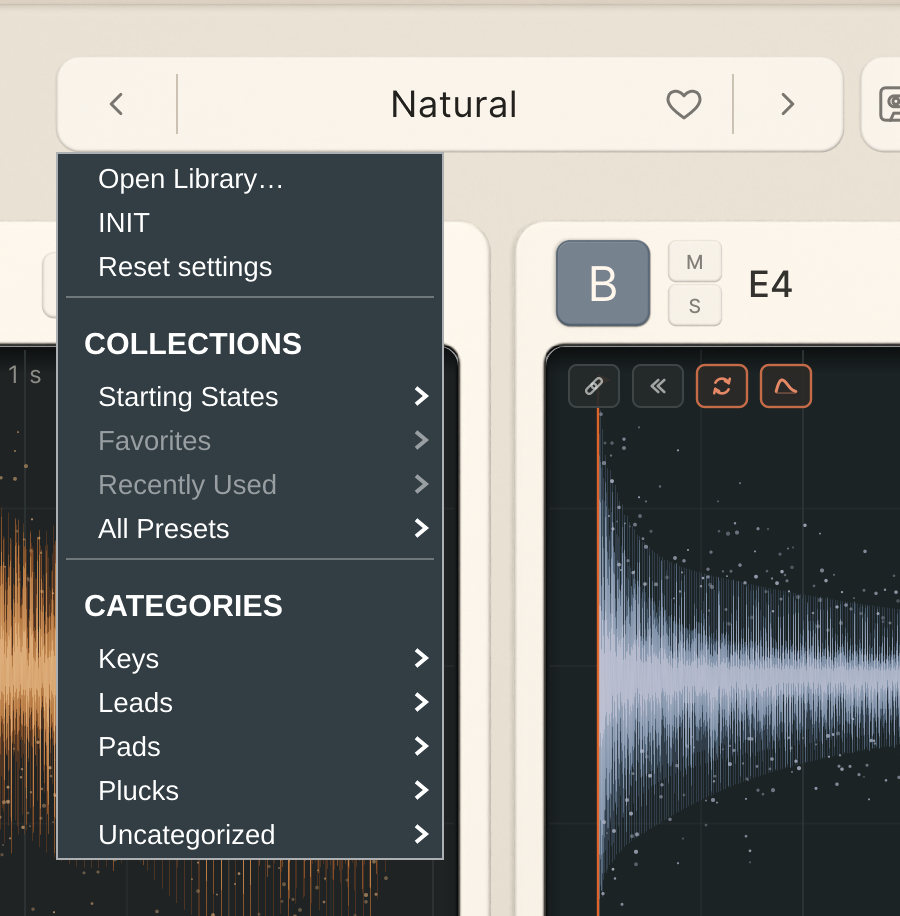 Natural
Open Library…
INIT
Reset settings
COLLECTIONS
Starting States
Favorites
Recently Used
All Presets
CATEGORIES
Keys
Leads
Pads
Plucks
Uncategorized
1 s
B
M
S
E4